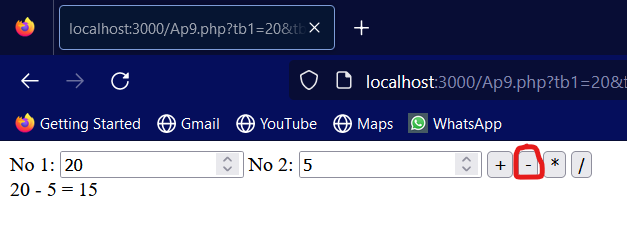 localhost:3000/Ap9.php?tb1=20&tb
localhost:3000/Ap9.php?tb1=20&t
Getting Started Gmail YouTube Maps WhatsApp
No 1: 20 No 2: 5 + - * /
20 - 5 = 15